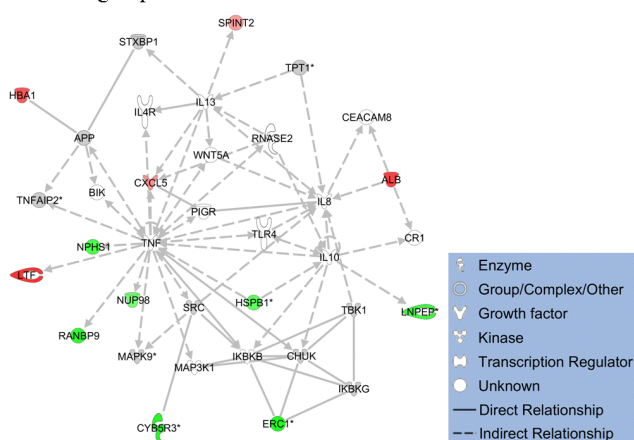 SPINT2
STXBP1
TPT1*
HBA1
IL13
IL4R
CEACAM8
RNASE2
APP
WNT5A
ALB
CXCL5
BIK
TNFAIP2*
IL8
PIGR
TLR4
CR1
NPHS1
TNF
IL10
LTF
NUP98
HSPB1*
SRC
TBK1
LNPEP*
RANBP9
MAPK9*
IKBKB
CHUK
MAP3K1
IKBKG
CYB5R3*
ERC1*
Enzyme
Group/Complex/Other
Growth factor
Kinase
Transcription Regulator
Unknown
Direct Relationship
Indirect Relationship